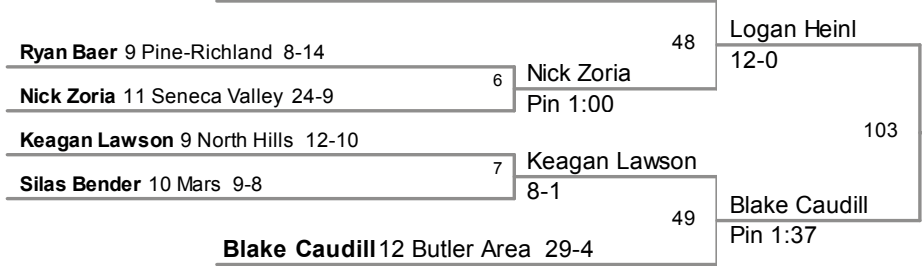 Logan Heinl
48
12-0
Ryan Baer 9 Pine-Richland 8-14
6
Nick Zoria
Nick Zoria 11 Seneca Valley 24-9
Pin 1:00
103
Keagan Lawson 9 North Hills 12-10
7
Keagan Lawson
Silas Bender 10 Mars 9-8
8-1
49
Blake Caudill
Pin 1:37
Blake Caudill 12 Butler Area 29-4